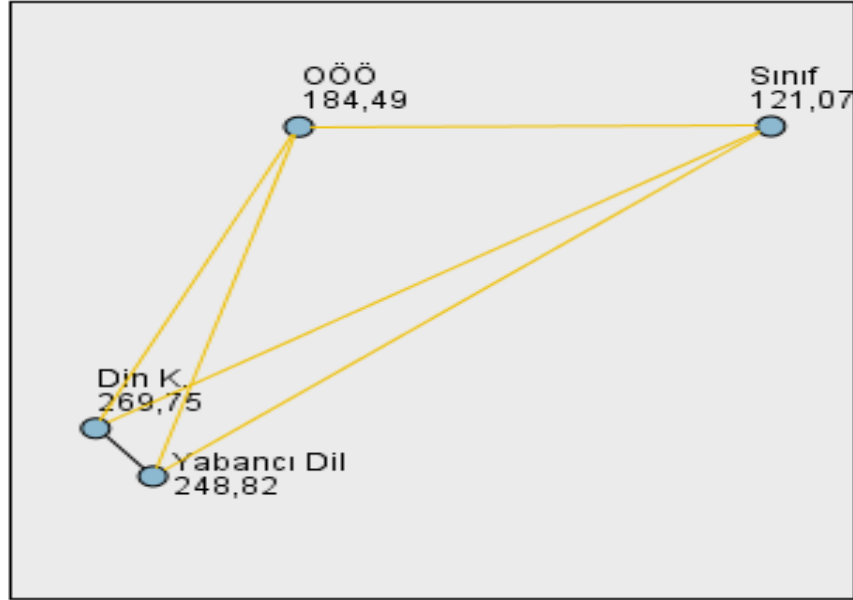 OÖÖ
184,49
Sınıf
121,07
Din K.
269,75
Yabancı Dil
248,82